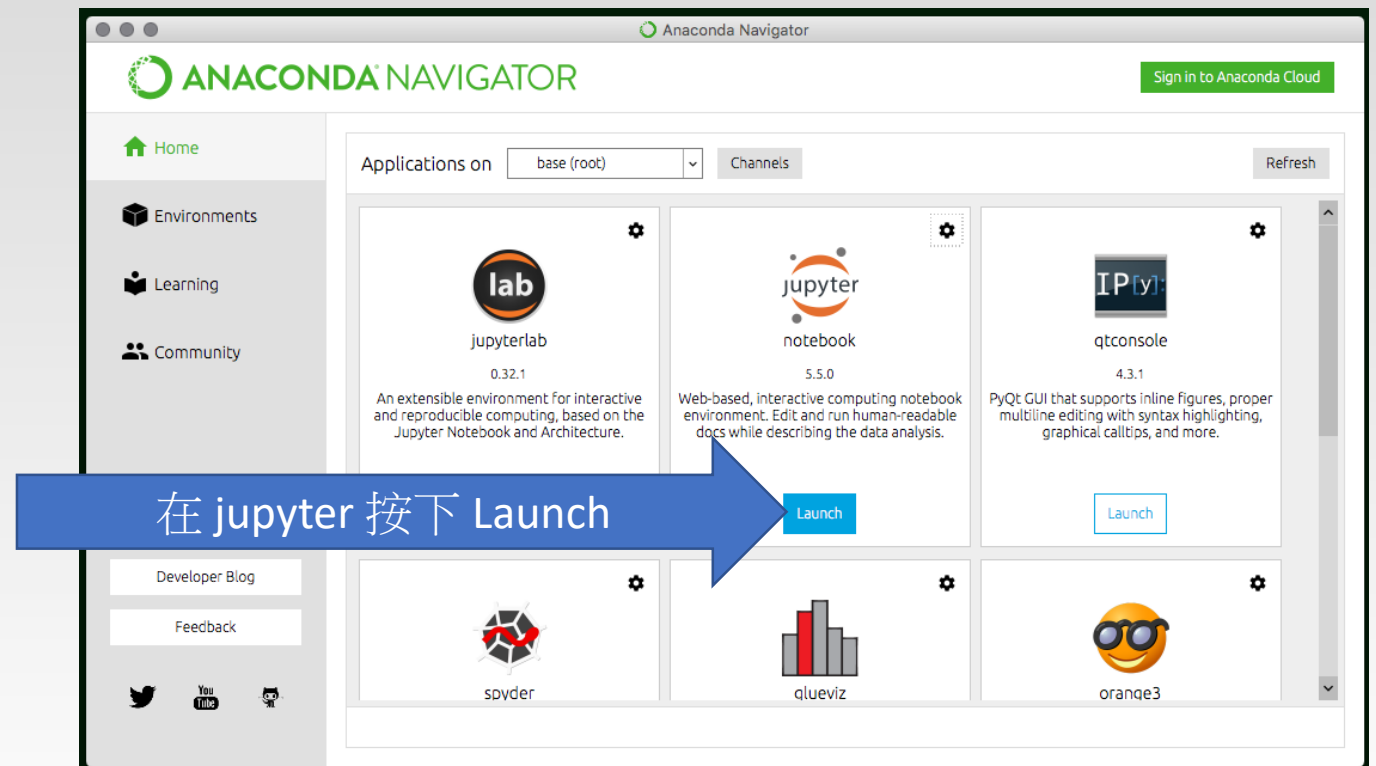 Anaconda Navigator
ANACONDA NAVIGATOR
Sign in to Anaconda Cloud
Home
Environments
Learning
Community
Developer Blog
Feedback
You
Tube
Applications on
base (root)
Channels
Refresh
lab
jupyterlab
0.32.1
An extensible environment for interactive
and reproducible computing, based on the
Jupyter Notebook and Architecture.
jupyter
notebook
5.5.0
Web-based, interactive computing notebook
environment. Edit and run human-readable
docs while describing the data analysis.
Launch
IP[y]:
qtconsole
4.3.1
PyQt GUI that supports inline figures, proper
multiline editing with syntax highlighting,
graphical calltips, and more.
Launch
在 jupyter 按下 Launch
spyder
glueviz
orange3